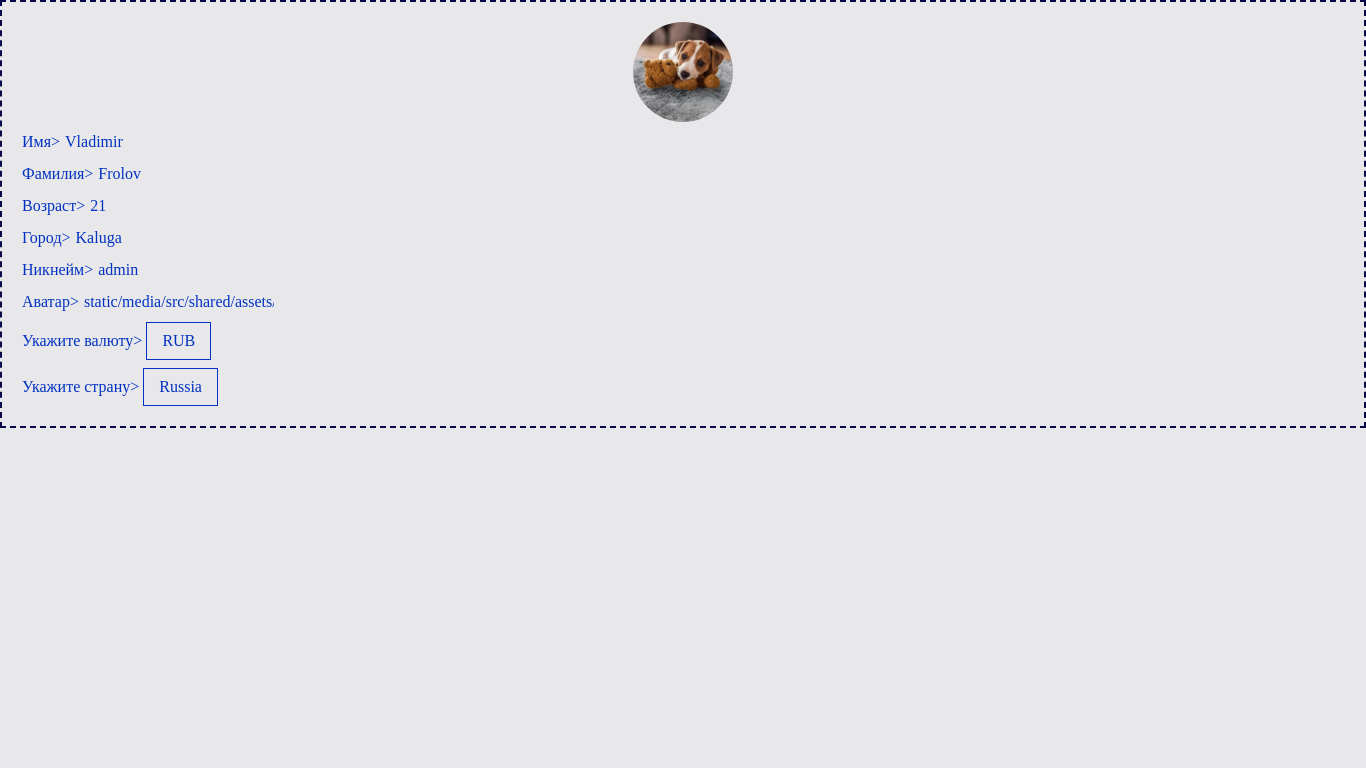 Имя> Vladimir
Фамилия> Frolov
Возраст> 21
Город> Kaluga
Никнейм> admin
Аватар> static/media/src/shared/assets/
Укажите валюту> RUB
Укажите страну> Russia